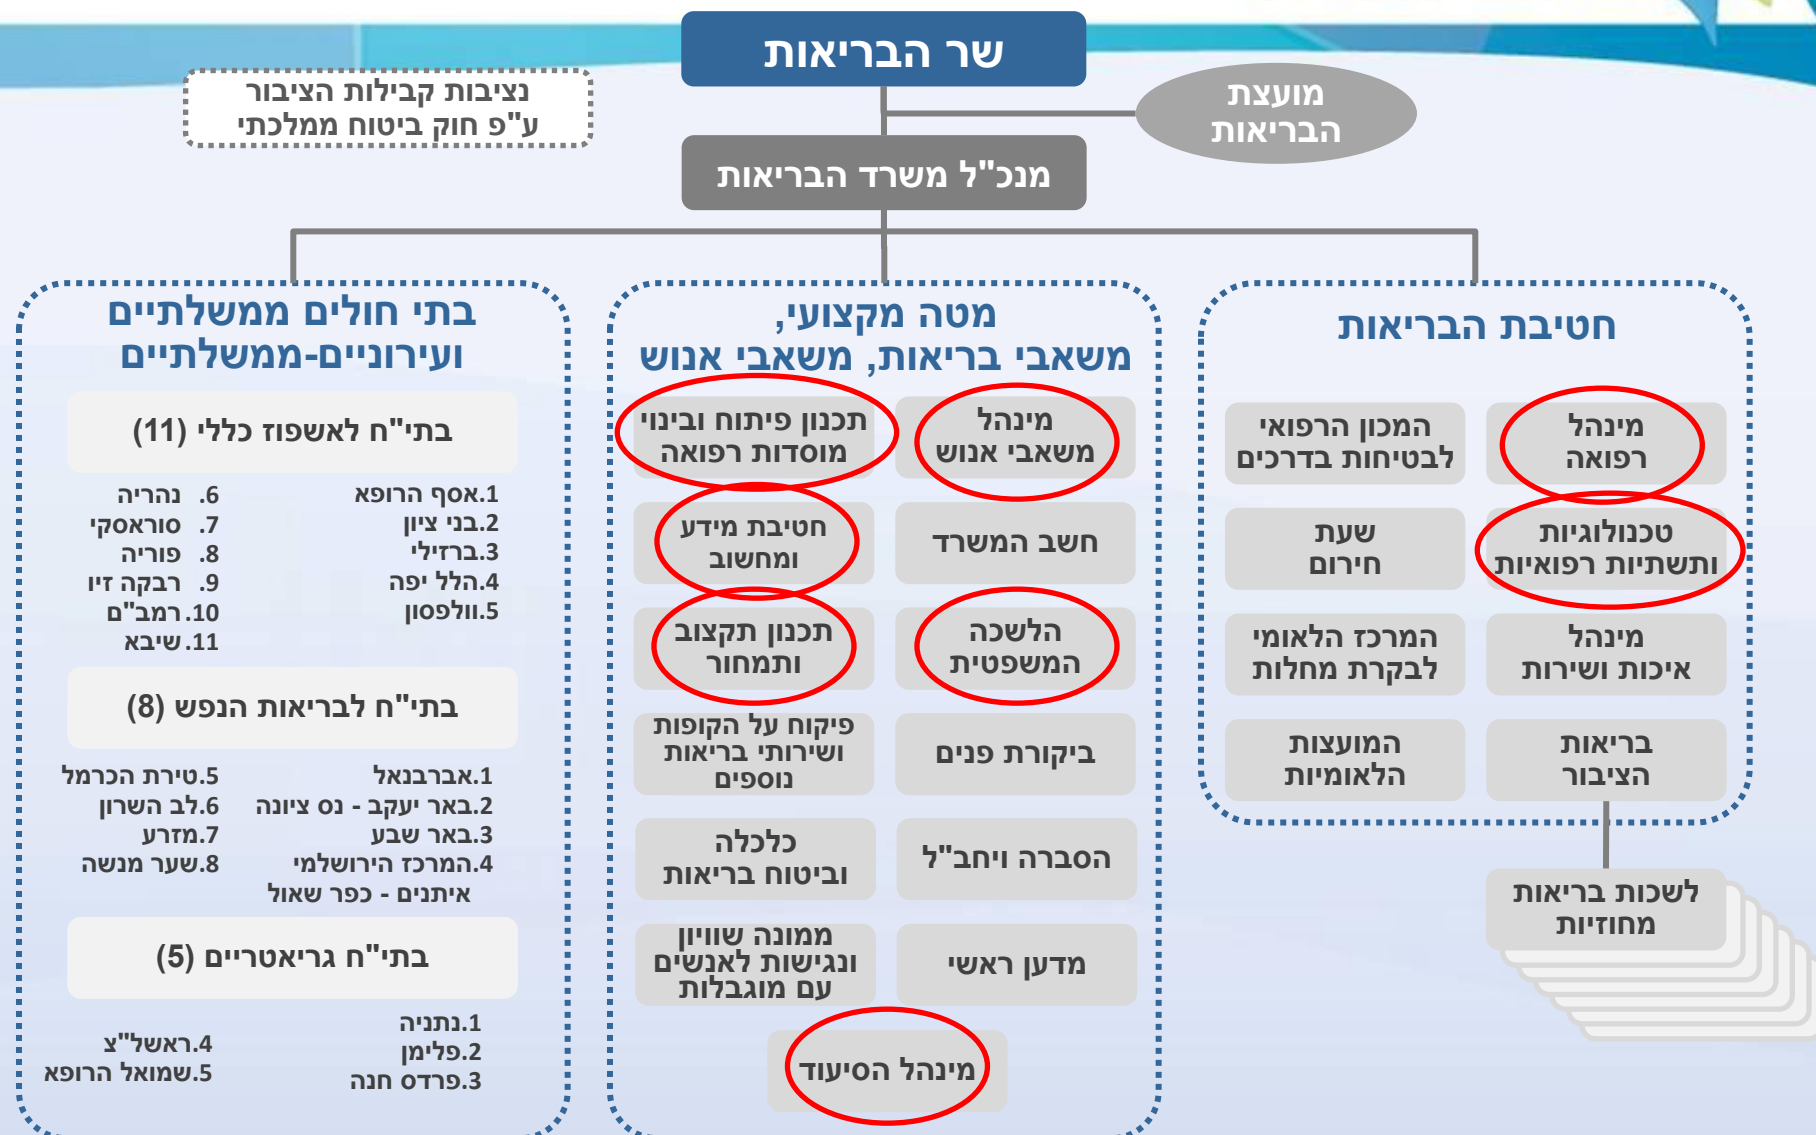 שר הבריאות
מועצת
הבריאות
נציבות קבילות הציבור
ע"פ חוק ביטוח ממלכתי
מנכ"ל משרד הבריאות
חטיבת הבריאות
מינהל
רפואה
המכון הרפואי
לבטיחות בדרכים
טכנולוגיות
ותשתיות רפואיות
שעת
חירום
מינהל
איכות ושירות
המרכז הלאומי
לבקרת מחלות
בריאות
הציבור
המועצות
הלאומיות
לשכות בריאות
מחוזיות
מטה מקצועי,
משאבי בריאות, משאבי אנוש
מינהל
משאבי אנוש
תכנון פיתוח ובינוי
מוסדות רפואה
חשב המשרד
חטיבת מידע
ומחשוב
הלשכה
המשפטית
תכנון תקצוב
ותמחור
ביקורת פנים
פיקוח על הקופות
ושירותי בריאות
נוספים
הסברה ויחב"ל
כלכלה
וביטוח בריאות
מדען ראשי
ממונה שוויון
ונגישות לאנשים
עם מוגבלות
מינהל הסיעוד
בתי חולים ממשלתיים
ועירוניים-ממשלתיים
בתי"ח לאשפוז כללי (11)
1.אסף הרופא
2.בני ציון
3.ברזילי
4.הלל יפה
5.וולפסון
6. נהריה
7. סוראסקי
8. פוריה
9. רבקה זיו
10.רמב"ם
11.שיבא
בתי"ח לבריאות הנפש (8)
1.אברבנאל
2.באר יעקב - נס ציונה
3.באר שבע
4.המרכז הירושלמי
איתנים - כפר שאול
5.טירת הכרמל
6.לב השרון
7.מזרע
8.שער מנשה
בתי"ח גריאטריים (5)
1.נתניה
2.פלימן
3.פרדס חנה
4.ראשל"צ
5.שמואל הרופא